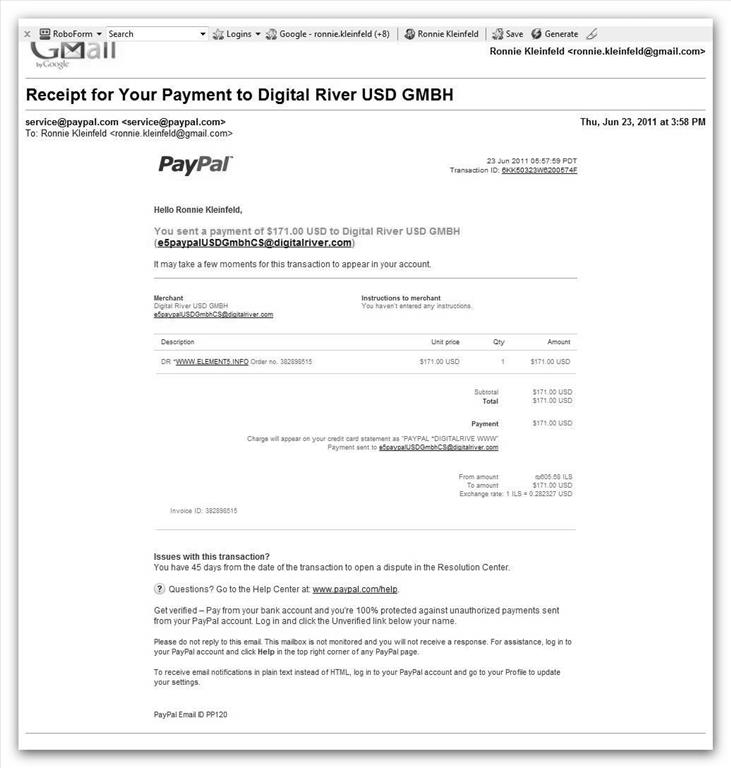 RoboForm Search Logins Google - ronnie.kleinfeld (+8) Ronnie Kleinfeld Save Generate
GMail
by Google
Ronnie Kleinfeld <ronnie.kleinfeld@gmail.com>
Receipt for Your Payment to Digital River USD GMBH
service@paypal.com <service@paypal.com> Thu, Jun 23, 2011 at 3:58 PM
To: Ronnie Kleinfeld <ronnie.kleinfeld@gmail.com>
PayPal
23 Jun 2011 05:57:59 PDT
Transaction ID: 6KK50323W6200574F
Hello Ronnie Kleinfeld,
You sent a payment of $171.00 USD to Digital River USD GMBH
(e5paypalUSDGmbhCS@digitalriver.com)
It may take a few moments for this transaction to appear in your account.
Merchant
Digital River USD GMBH
e5paypalUSDGmbhCS@digitalriver.com
Instructions to merchant
You haven't entered any instructions.
Description Unit price Qty Amount
DR *WWW.ELEMENT5.INFO Order no. 382898515 $171.00 USD 1 $171.00 USD
Subtotal $171.00 USD
Total $171.00 USD
Payment $171.00 USD
Charge will appear on your credit card statement as "PAYPAL *DIGITALRIVE WWW"
Payment sent to e5paypalUSDGmbhCS@digitalriver.com
From amount ₪605.68 ILS
To amount $171.00 USD
Exchange rate: 1 ILS = 0.282327 USD
Invoice ID: 382898515
Issues with this transaction?
You have 45 days from the date of the transaction to open a dispute in the Resolution Center.
? Questions? Go to the Help Center at: www.paypal.com/help.
Get verified – Pay from your bank account and you're 100% protected against unauthorized payments sent
from your PayPal account. Log in and click the Unverified link below your name.
Please do not reply to this email. This mailbox is not monitored and you will not receive a response. For assistance, log in to
your PayPal account and click Help in the top right corner of any PayPal page.
To receive email notifications in plain text instead of HTML, log in to your PayPal account and go to your Profile to update
your settings.
PayPal Email ID PP120